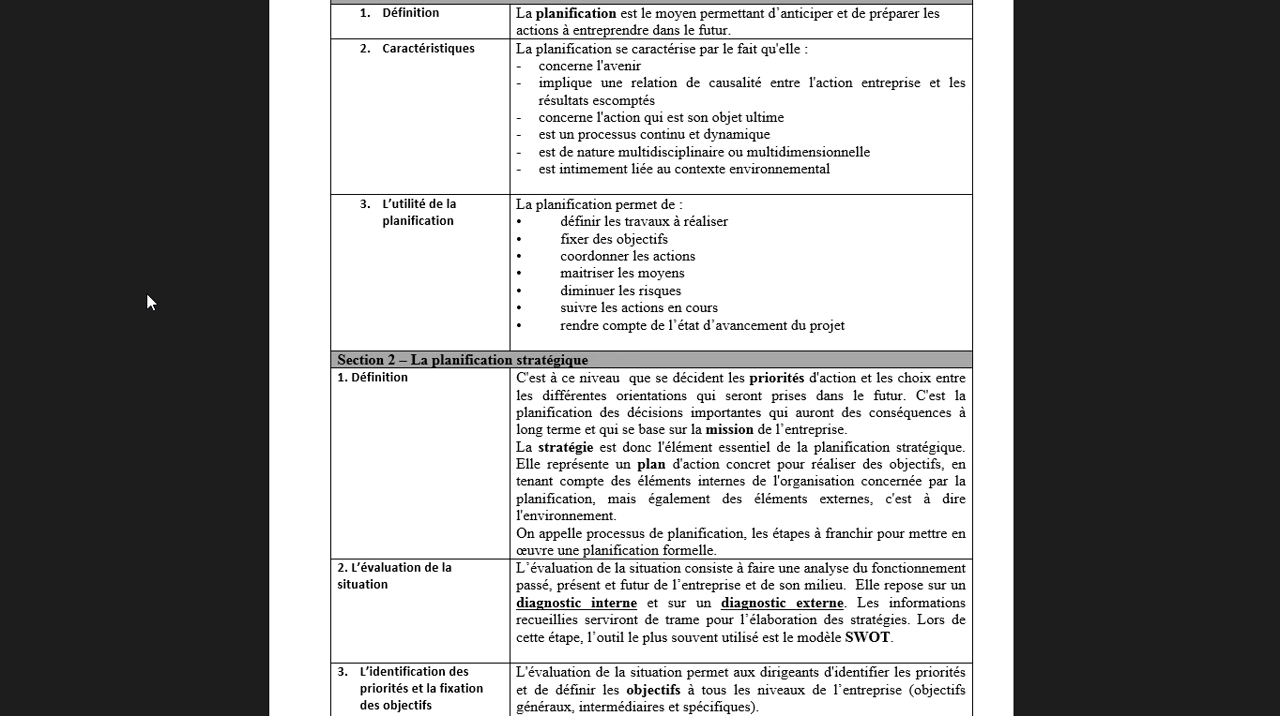 1. Définition
La planification est le moyen permettant d’anticiper et de préparer les
actions à entreprendre dans le futur.
2. Caractéristiques
La planification se caractérise par le fait qu'elle :
- concerne l'avenir
- implique une relation de causalité entre l'action entreprise et les
résultats escomptés
- concerne l'action qui est son objet ultime
- est un processus continu et dynamique
- est de nature multidisciplinaire ou multidimensionnelle
- est intimement liée au contexte environnemental
3. L’utilité de la
planification
La planification permet de :
• définir les travaux à réaliser
• fixer des objectifs
• coordonner les actions
• maitriser les moyens
• diminuer les risques
• suivre les actions en cours
• rendre compte de l’état d’avancement du projet
Section 2 – La planification stratégique
1. Définition
C'est à ce niveau que se décident les priorités d'action et les choix entre
les différentes orientations qui seront prises dans le futur. C'est la
planification des décisions importantes qui auront des conséquences à
long terme et qui se base sur la mission de l’entreprise.
La stratégie est donc l'élément essentiel de la planification stratégique.
Elle représente un plan d'action concret pour réaliser des objectifs, en
tenant compte des éléments internes de l'organisation concernée par la
planification, mais également des éléments externes, c'est à dire
l'environnement.
On appelle processus de planification, les étapes à franchir pour mettre en
œuvre une planification formelle.
2. L’évaluation de la
situation
L’évaluation de la situation consiste à faire une analyse du fonctionnement
passé, présent et futur de l’entreprise et de son milieu. Elle repose sur un
diagnostic interne et sur un diagnostic externe. Les informations
recueillies serviront de trame pour l’élaboration des stratégies. Lors de
cette étape, l’outil le plus souvent utilisé est le modèle SWOT.
3. L’identification des
priorités et la fixation
des objectifs
L'évaluation de la situation permet aux dirigeants d'identifier les priorités
et de définir les objectifs à tous les niveaux de l’entreprise (objectifs
généraux, intermédiaires et spécifiques).